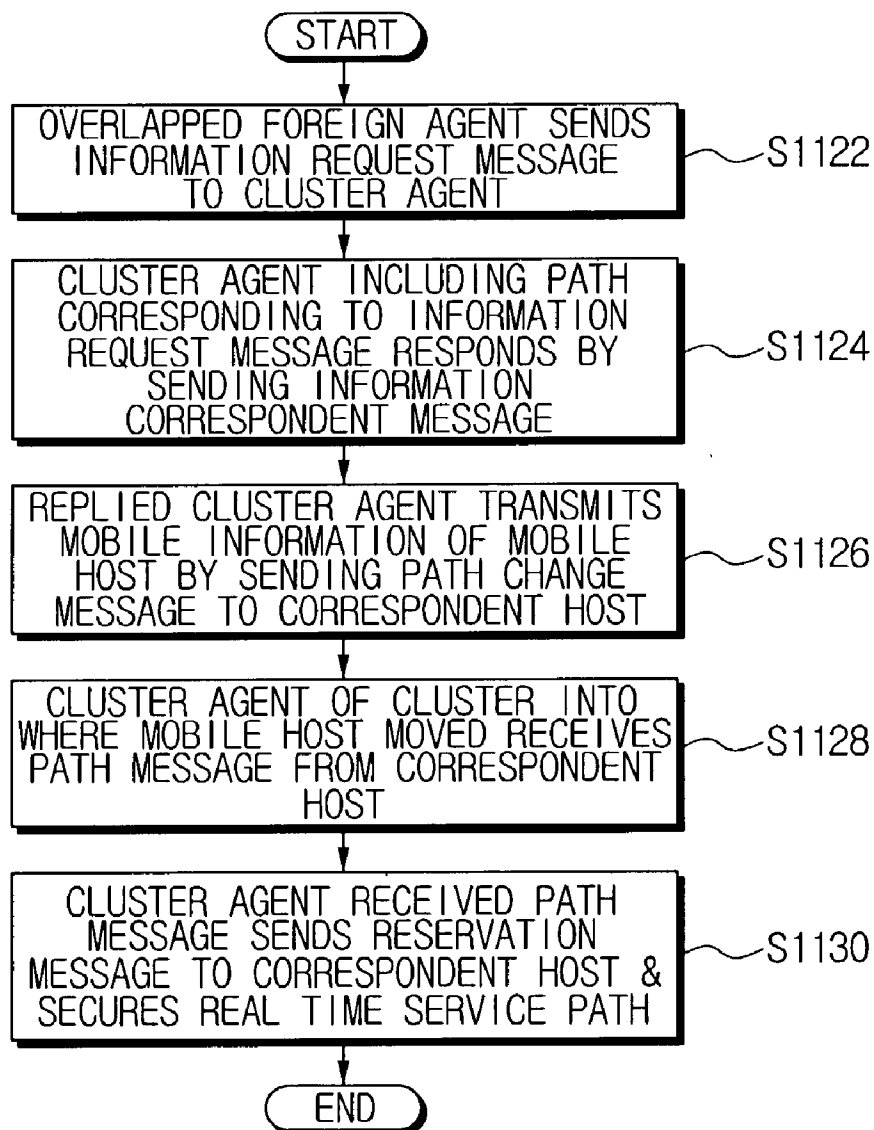 START
OVERLAPPED FOREIGN AGENT SENDS
INFORMATION REQUEST MESSAGE
TO CLUSTER AGENT
S1122
CLUSTER AGENT INCLUDING PATH
CORRESPONDING TO INFORMATION
REQUEST MESSAGE RESPONDS BY
SENDING INFORMATION
CORRESPONDENT MESSAGE
S1124
REPLIED CLUSTER AGENT TRANSMITS
MOBILE INFORMATION OF MOBILE
HOST BY SENDING PATH CHANGE
MESSAGE TO CORRESPONDENT HOST
S1126
CLUSTER AGENT OF CLUSTER INTO
WHERE MOBILE HOST MOVED RECEIVES
PATH MESSAGE FROM CORRESPONDENT
HOST
S1128
CLUSTER AGENT RECEIVED PATH
MESSAGE SENDS RESERVATION
MESSAGE TO CORRESPONDENT HOST &
SECURES REAL TIME SERVICE PATH
S1130
END